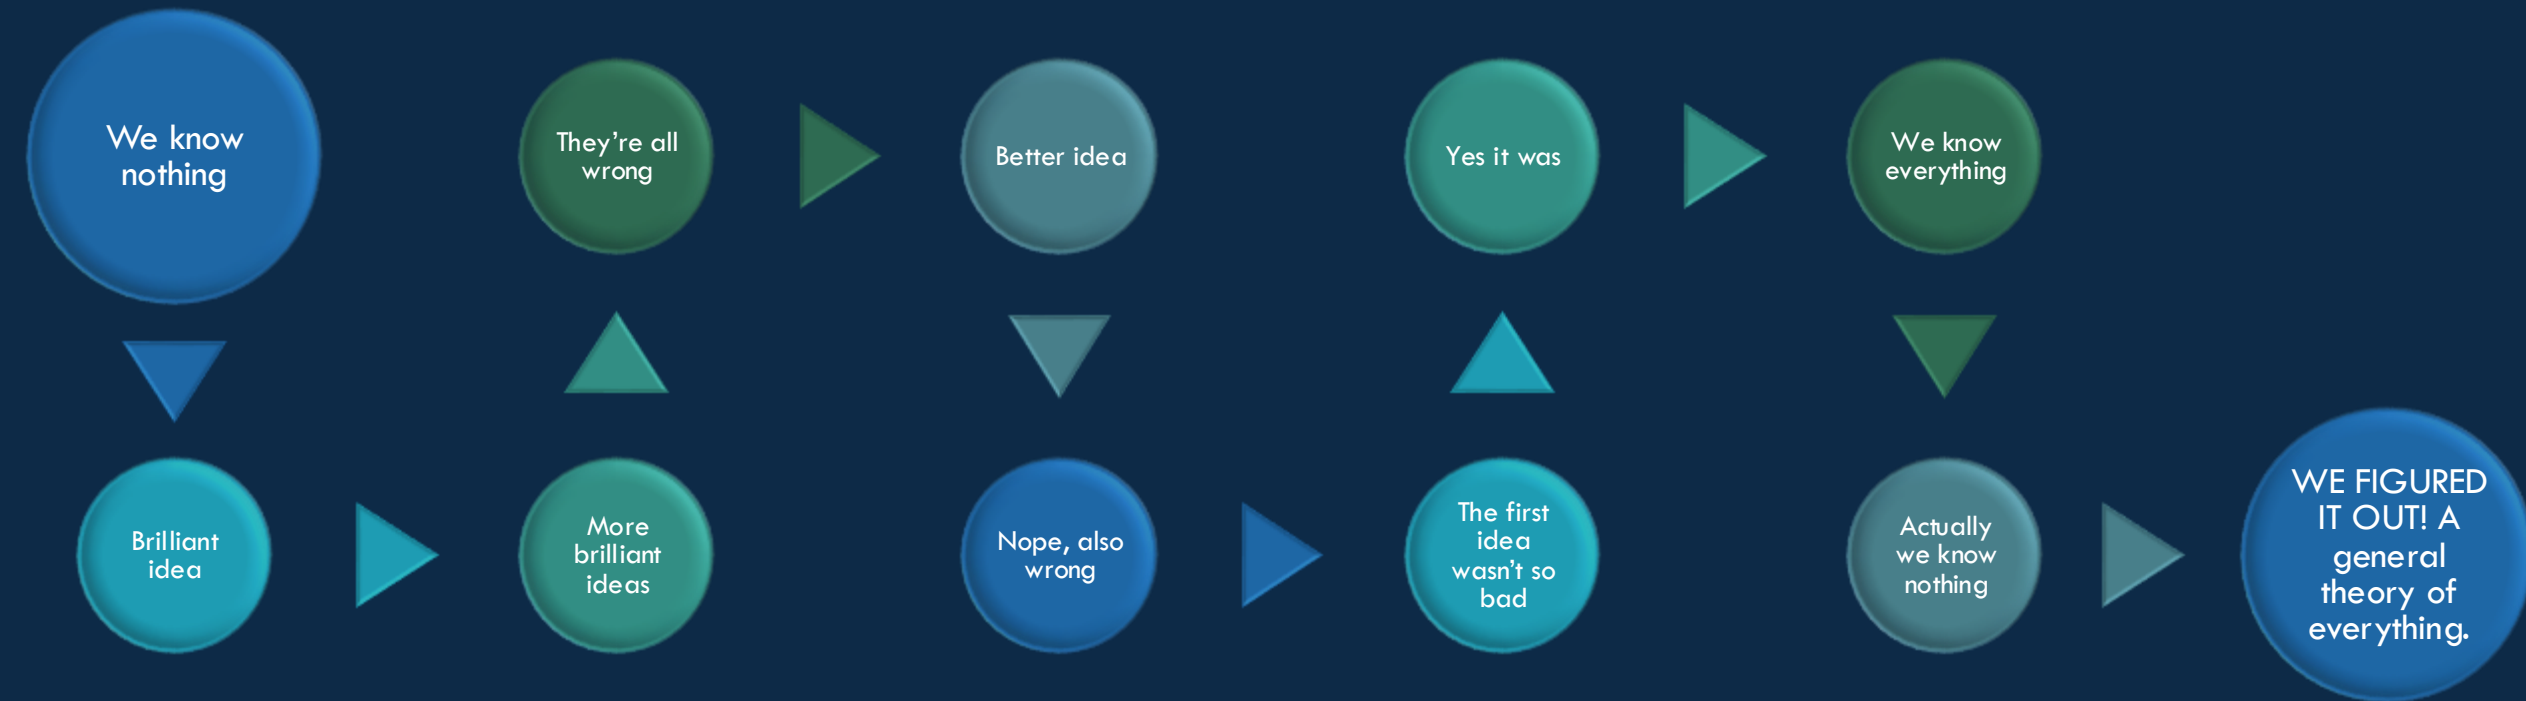 We know
nothing
Brilliant
idea
More
brilliant
ideas
They're all
wrong
Better idea
Nope, also
wrong
The first
idea
wasn't so
bad
Yes it was
We know
everything
Actually
we know
nothing
WE FIGURED
IT OUT! A
general
theory of
everything.